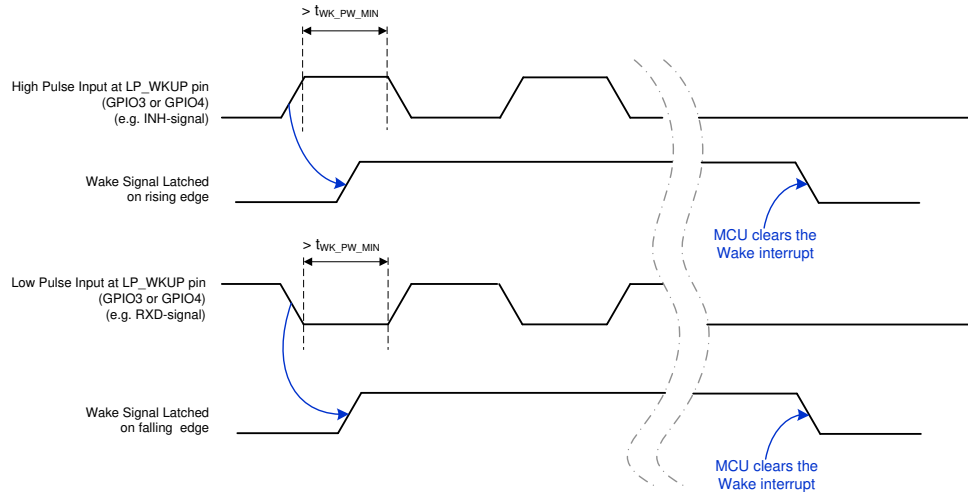 > tWK_PW_MIN
High Pulse Input at LP_WKUP pin
(GPIO3 or GPIO4)
(e.g. INH-signal)
Wake Signal Latched
on rising edge
MCU clears the
Wake interrupt
> tWK_PW_MIN
Low Pulse Input at LP_WKUP pin
(GPIO3 or GPIO4)
(e.g. RXD-signal)
Wake Signal Latched
on falling edge
MCU clears the
Wake interrupt